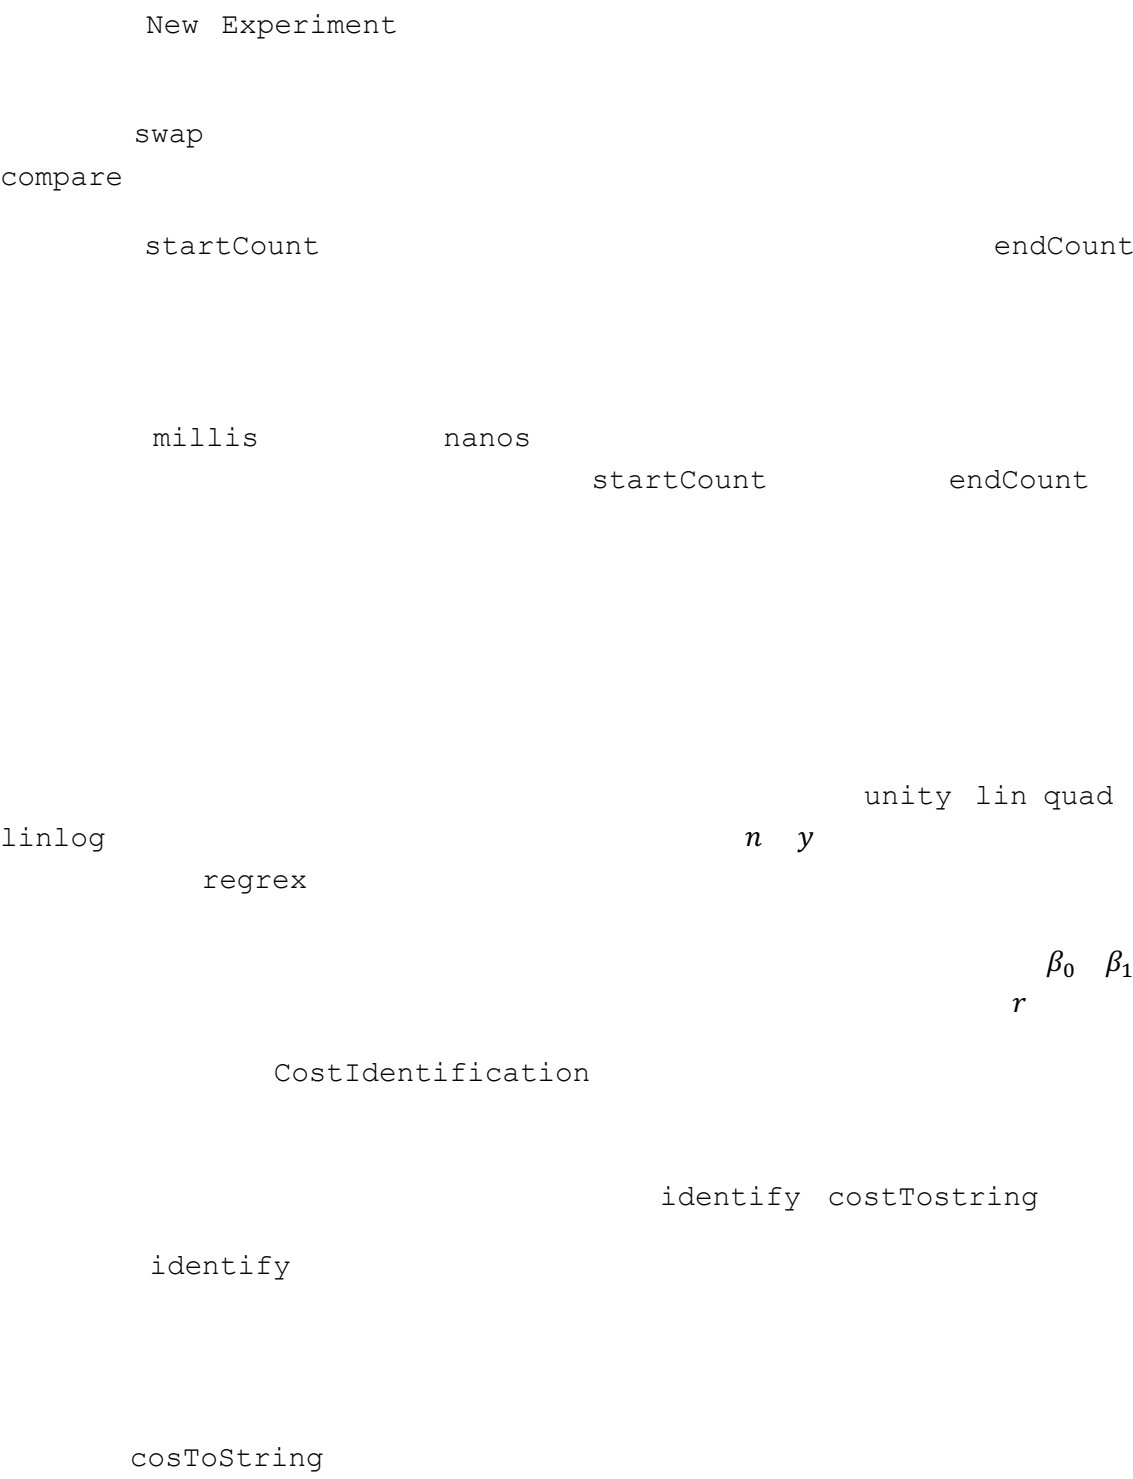 New Experiment
swap
compare
startCount endCount
millis nanos
startCount endCount
unity lin quad
linlog n y
regrex
β₀ β₁
r
CostIdentification
identify costTostring
identify
cosToString